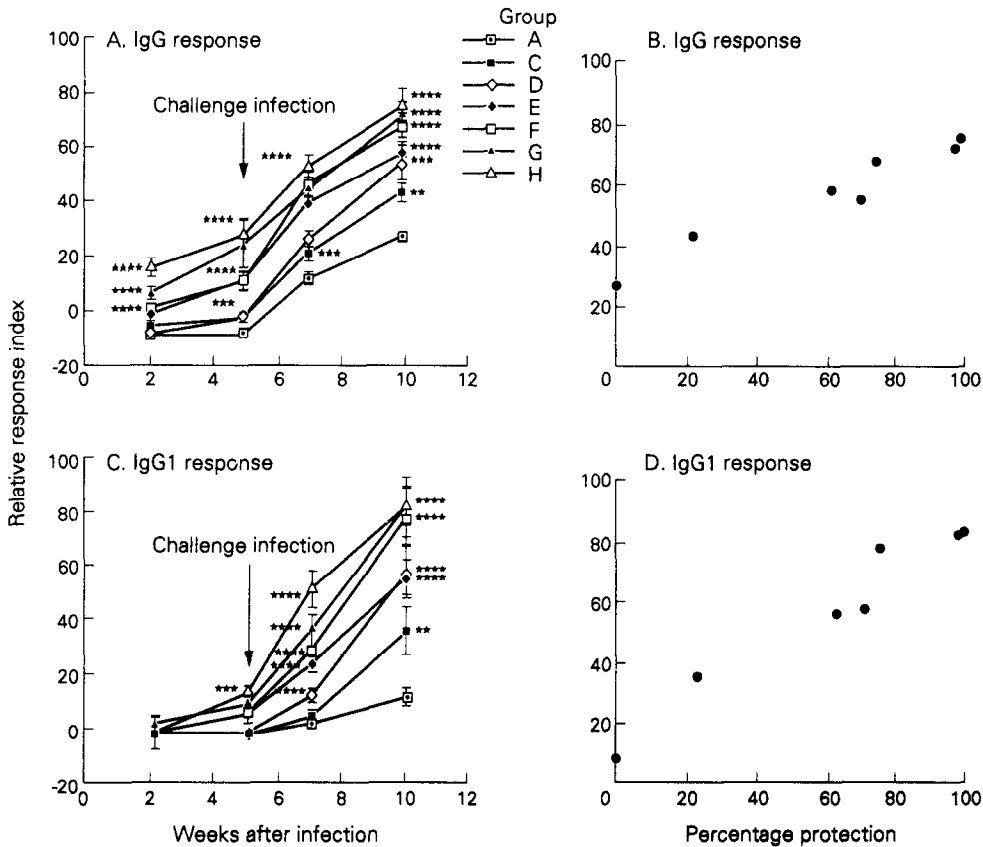 Group
A
C
D
E
F
G
H
A. IgG response
Challenge infection
100
80
60
40
20
0
-20
0 2 4 6 8 10 12
**** **** ****
**** **** ***
**** ***
**** **** **** **** *** **
B. IgG response
100
80
60
40
20
0 20 40 60 80 100
Relative response index
C. IgG1 response
Challenge infection
100
80
60
40
20
0
-20
0 2 4 6 8 10 12
***
**** **** **** **** ****
**** **** **** **** **
Weeks after infection
D. IgG1 response
100
80
60
40
20
0 20 40 60 80 100
Percentage protection